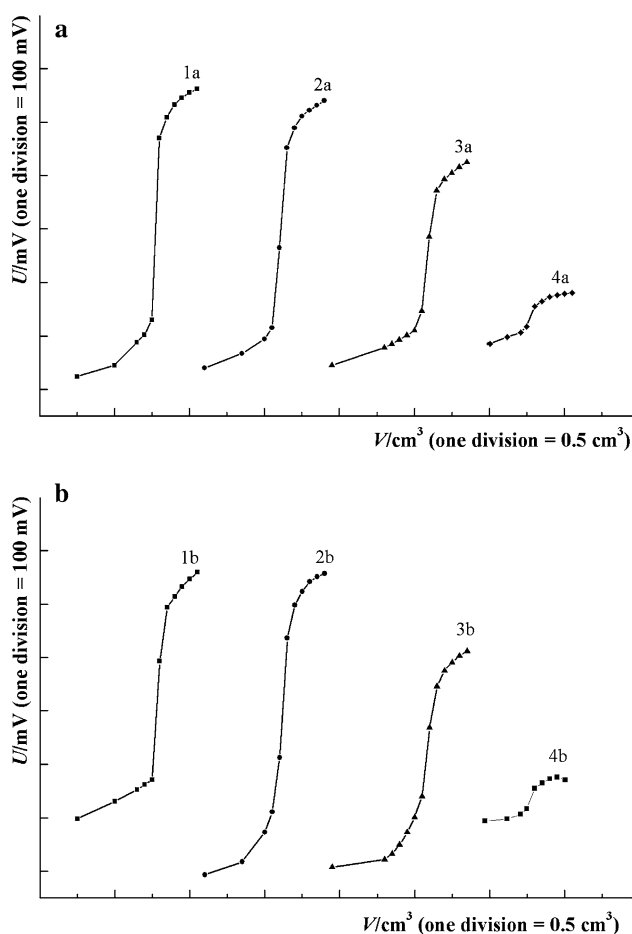 a
U/mV (one division = 100 mV)
1a
2a
3a
4a
V/cm³ (one division = 0.5 cm³)
b
U/mV (one division = 100 mV)
1b
2b
3b
4b
V/cm³ (one division = 0.5 cm³)